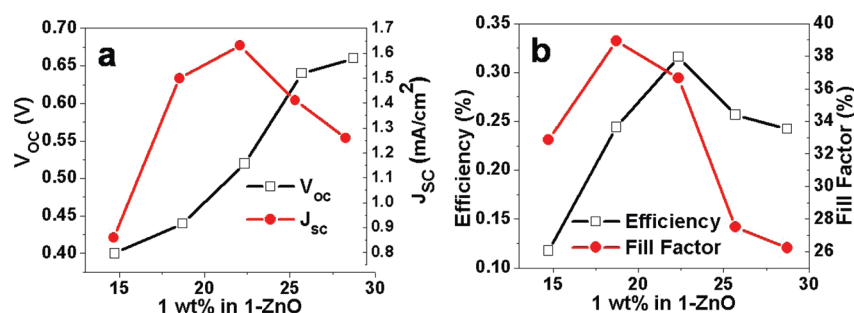 a
V_OC (V)
0.70
0.65
0.60
0.55
0.50
0.45
0.40
1.7
1.6
1.5
1.4
1.3
1.2
1.1
1.0
0.9
0.8
J_SC (mA/cm²)
V_oc
J_sc
15 20 25 30
1 wt% in 1-ZnO
b
Efficiency (%)
0.35
0.30
0.25
0.20
0.15
0.10
40
38
36
34
32
30
28
26
Fill Factor (%)
Efficiency
Fill Factor
15 20 25 30
1 wt% in 1-ZnO